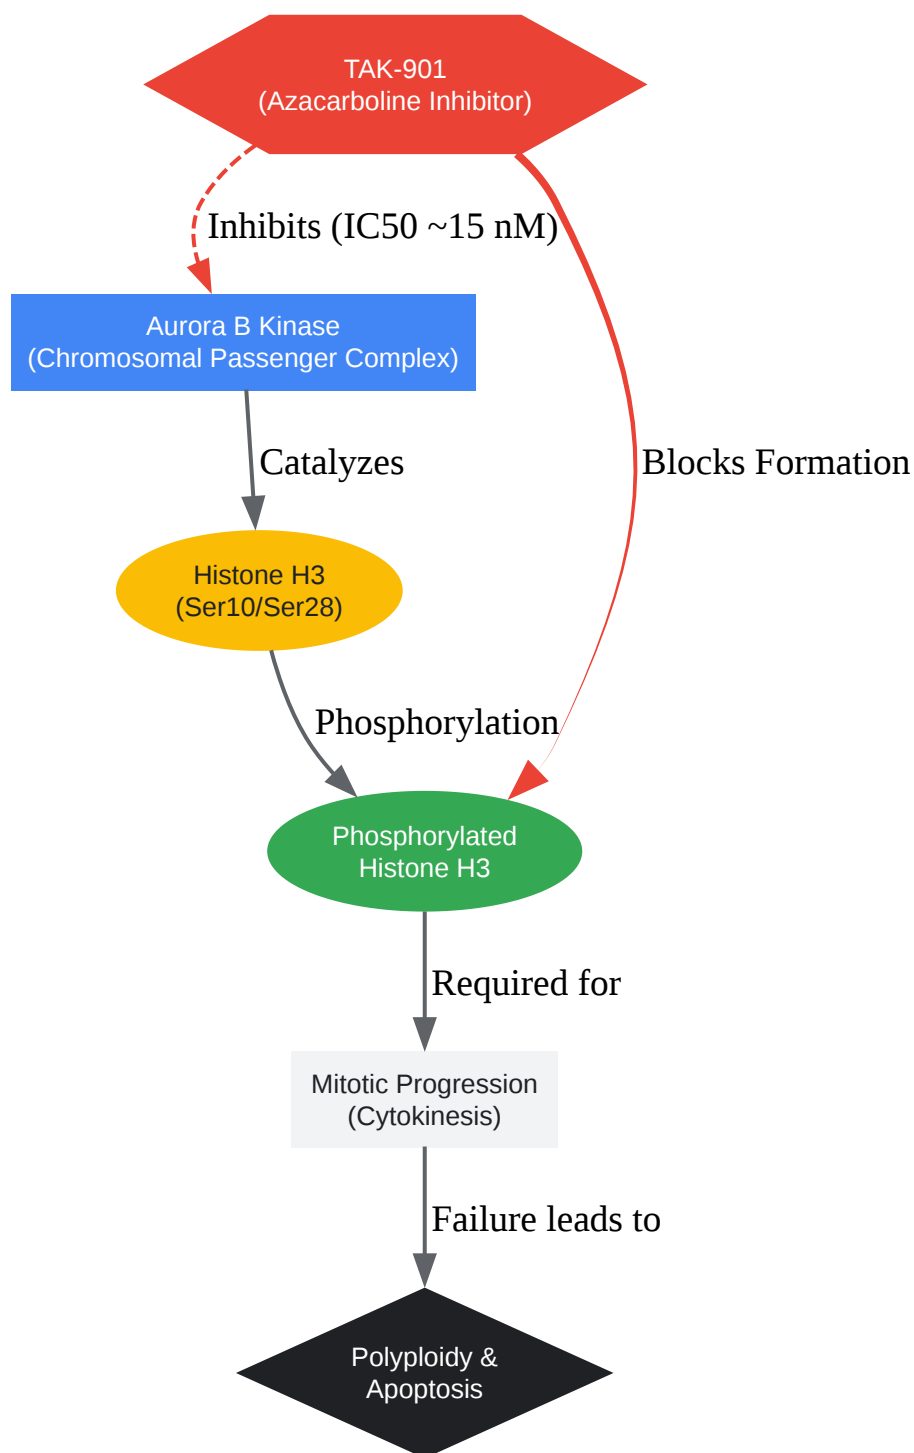 TAK-901
(Azacarboline Inhibitor)
Inhibits (IC50 ~15 nM)
Aurora B Kinase
(Chromosomal Passenger Complex)
Catalyzes
Blocks Formation
Histone H3
(Ser10/Ser28)
Phosphorylation
Phosphorylated
Histone H3
Required for
Mitotic Progression
(Cytokinesis)
Failure leads to
Polyploidy &
Apoptosis